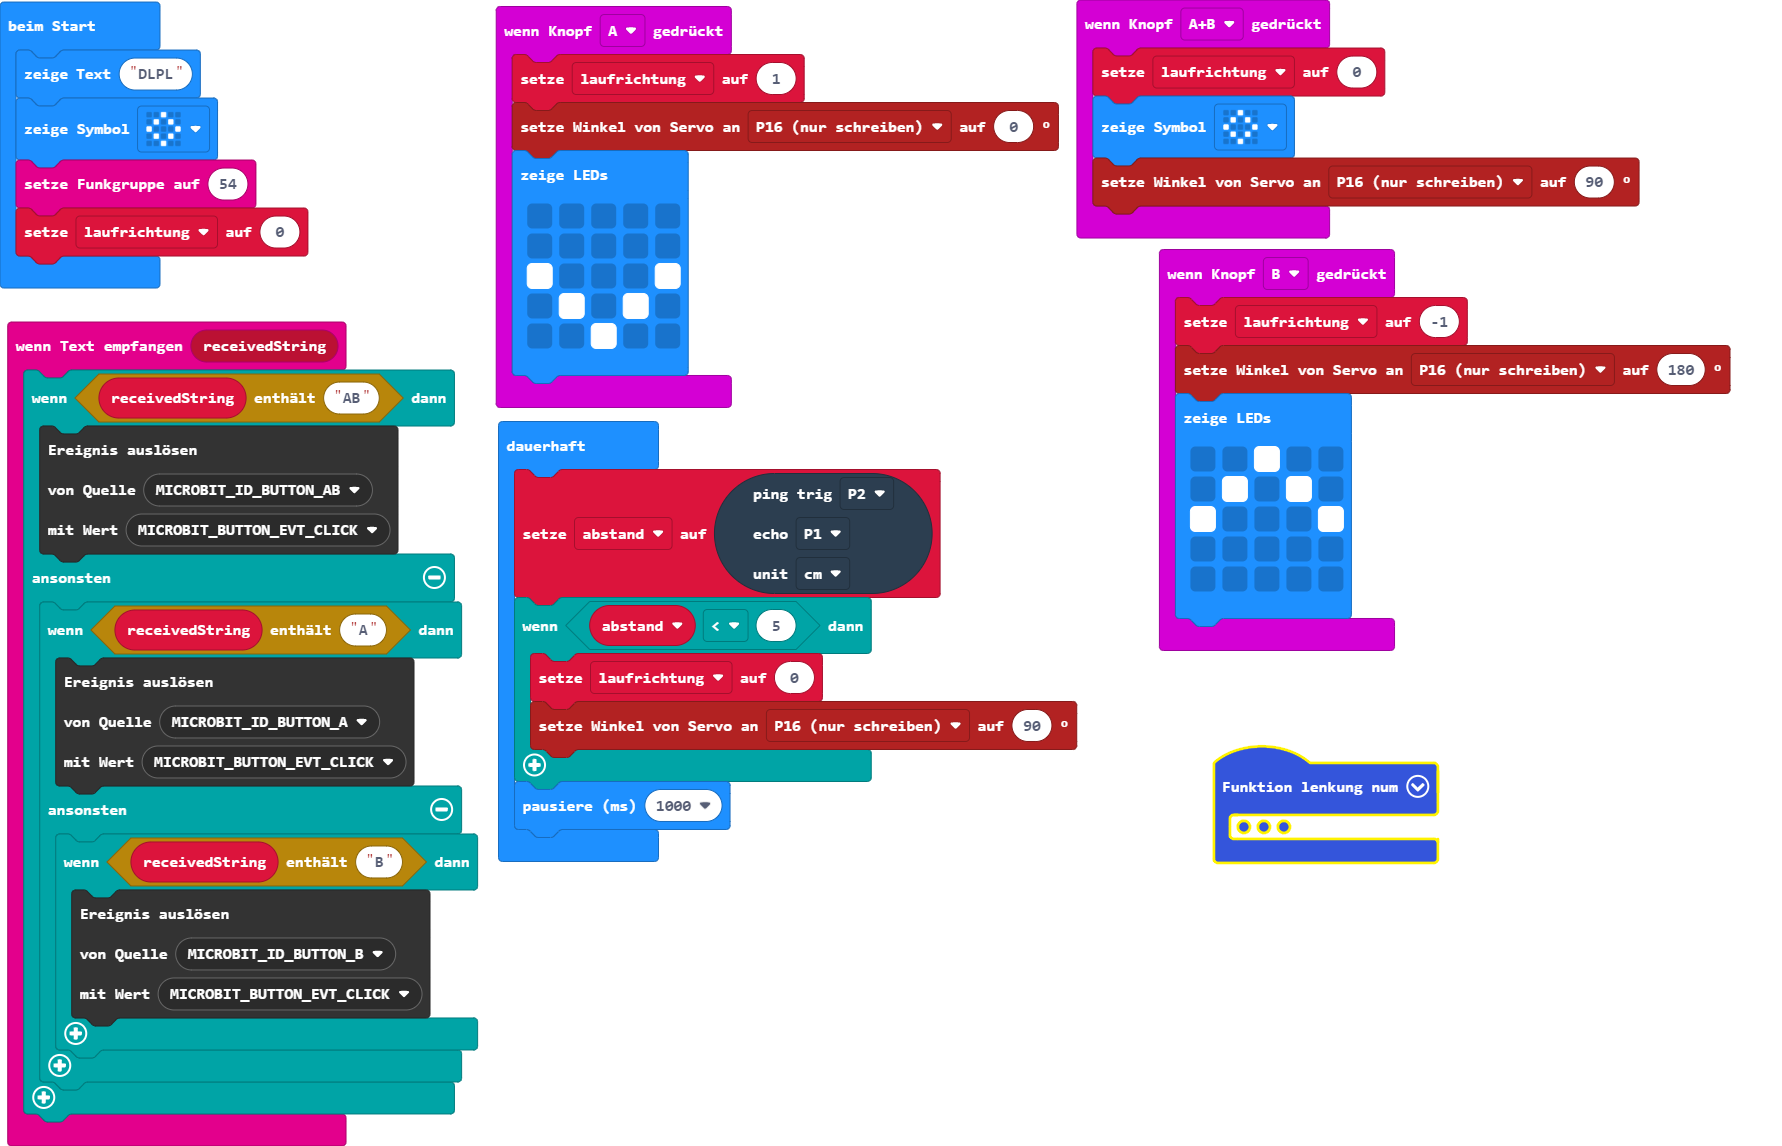 beim Start
zeige Text "DLPL"
zeige Symbol
setze Funkgruppe auf 54
setze laufrichtung auf 0
wenn Text empfangen receivedString
wenn receivedString enthält "AB" dann
Ereignis auslösen
von Quelle MICROBIT_ID_BUTTON_AB
mit Wert MICROBIT_BUTTON_EVT_CLICK
ansonsten
wenn receivedString enthält "A" dann
Ereignis auslösen
von Quelle MICROBIT_ID_BUTTON_A
mit Wert MICROBIT_BUTTON_EVT_CLICK
ansonsten
wenn receivedString enthält "B" dann
Ereignis auslösen
von Quelle MICROBIT_ID_BUTTON_B
mit Wert MICROBIT_BUTTON_EVT_CLICK
wenn Knopf A gedrückt
setze laufrichtung auf 1
setze Winkel von Servo an P16 (nur schreiben) auf 0 °
zeige LEDs
dauerhaft
setze abstand auf ping trig P2
echo P1
unit cm
wenn abstand < 5 dann
setze laufrichtung auf 0
setze Winkel von Servo an P16 (nur schreiben) auf 90 °
pausiere (ms) 1000
wenn Knopf A+B gedrückt
setze laufrichtung auf 0
zeige Symbol
setze Winkel von Servo an P16 (nur schreiben) auf 90 °
wenn Knopf B gedrückt
setze laufrichtung auf -1
setze Winkel von Servo an P16 (nur schreiben) auf 180 °
zeige LEDs
Funktion lenkung num